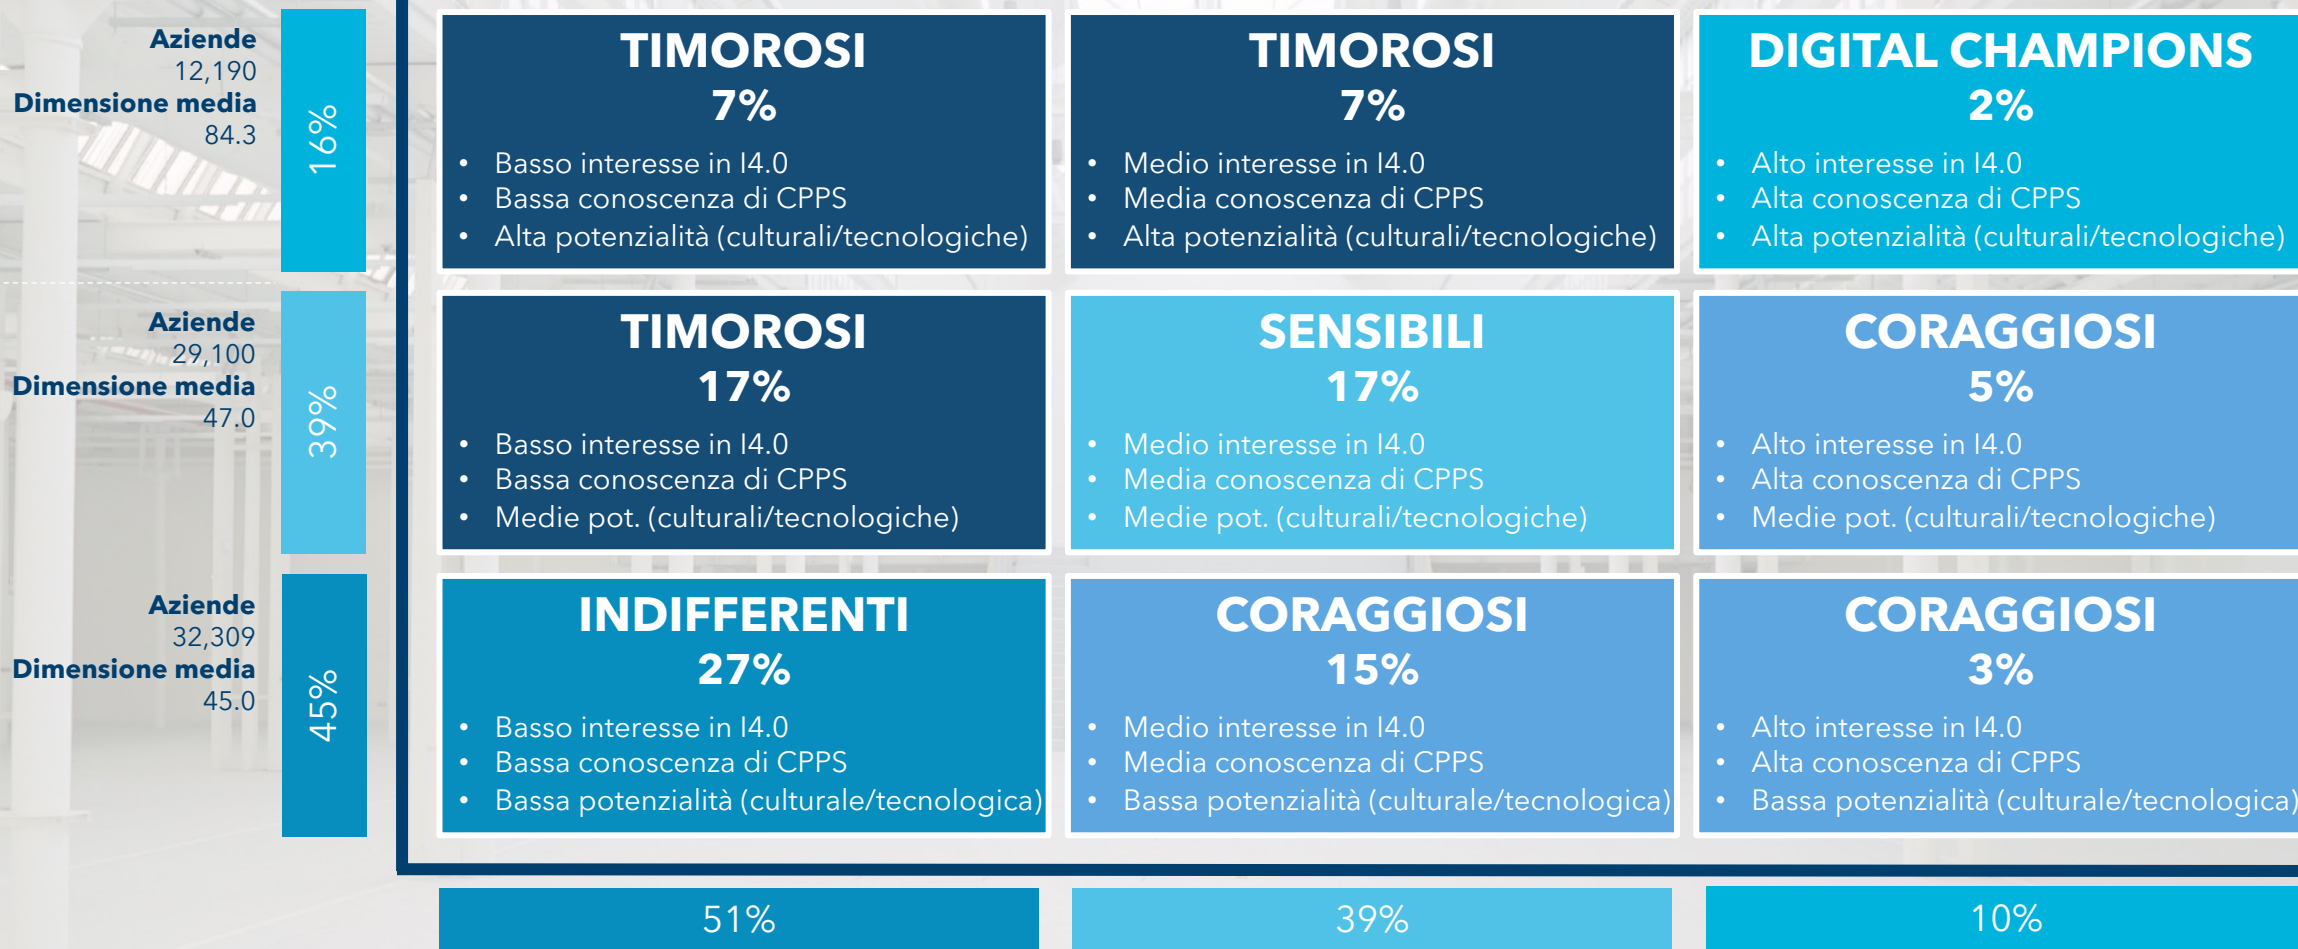 Aziende
12,190
Dimensione media
84.3
16%
TIMOROSI
7%
• Basso interesse in I4.0
• Bassa conoscenza di CPPS
• Alta potenzialità (culturali/tecnologiche)
TIMOROSI
7%
• Medio interesse in I4.0
• Media conoscenza di CPPS
• Alta potenzialità (culturali/tecnologiche)
DIGITAL CHAMPIONS
2%
• Alto interesse in I4.0
• Alta conoscenza di CPPS
• Alta potenzialità (culturali/tecnologiche)
Aziende
29,100
Dimensione media
47.0
39%
TIMOROSI
17%
• Basso interesse in I4.0
• Bassa conoscenza di CPPS
• Medie pot. (culturali/tecnologiche)
SENSIBILI
17%
• Medio interesse in I4.0
• Media conoscenza di CPPS
• Medie pot. (culturali/tecnologiche)
CORAGGIOSI
5%
• Alto interesse in I4.0
• Alta conoscenza di CPPS
• Medie pot. (culturali/tecnologiche)
Aziende
32,309
Dimensione media
45.0
45%
INDIFFERENTI
27%
• Basso interesse in I4.0
• Bassa conoscenza di CPPS
• Bassa potenzialità (culturale/tecnologica)
CORAGGIOSI
15%
• Medio interesse in I4.0
• Media conoscenza di CPPS
• Bassa potenzialità (culturale/tecnologica)
CORAGGIOSI
3%
• Alto interesse in I4.0
• Alta conoscenza di CPPS
• Bassa potenzialità (culturale/tecnologica)
51%
39%
10%